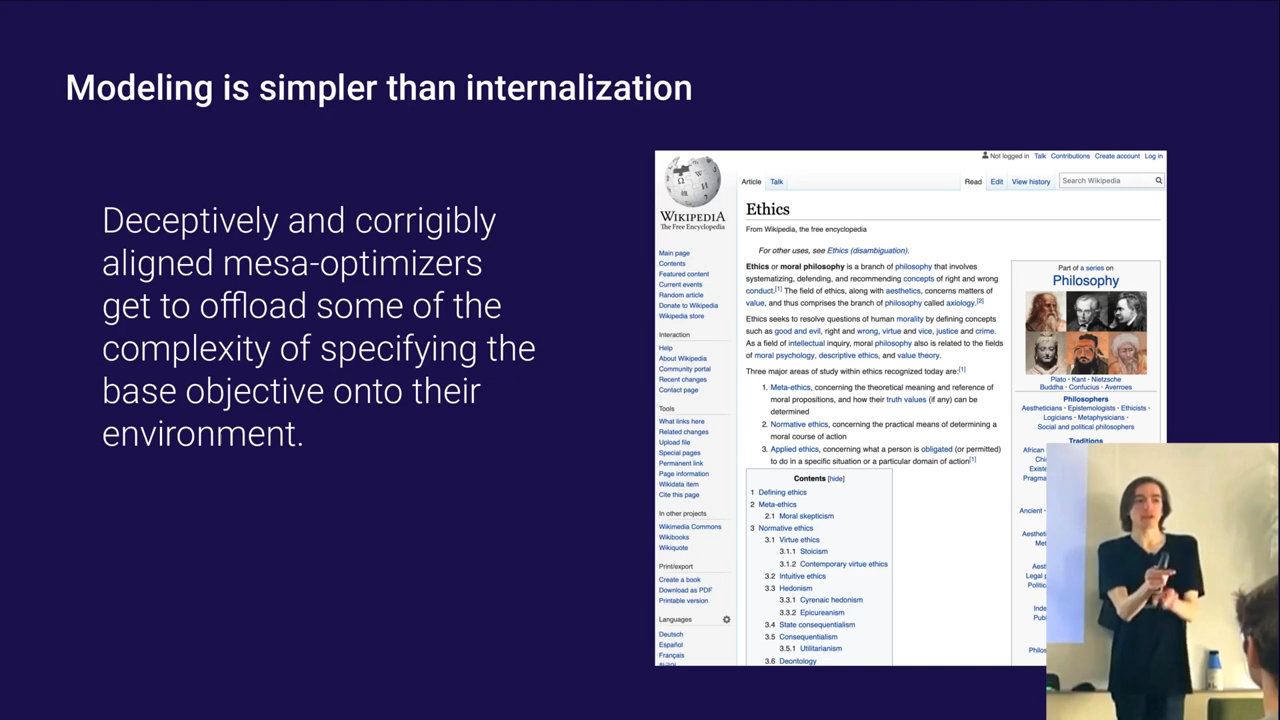 Modeling is simpler than internalization
Deceptively and corrigibly
aligned mesa-optimizers
get to offload some of the
complexity of specifying the
base objective onto their
environment.
WIKIPEDIA
The Free Encyclopedia
Main page
Contents
Featured content
Current events
Random article
Donate to Wikipedia
Wikipedia store
Interaction
Help
About Wikipedia
Community portal
Recent changes
Contact page
Tools
What links here
Related changes
Upload file
Special pages
Permanent link
Page information
Wikidata item
Cite this page
In other projects
Wikimedia Commons
Wikibooks
Wikiquote
Print/export
Create a book
Download as PDF
Printable version
Languages
Deutsch
Español
Français
Not logged in Talk Contributions Create account Log in
Article Talk Read Edit View history Search Wikipedia
Ethics
From Wikipedia, the free encyclopedia
For other uses, see Ethics (disambiguation).
Ethics or moral philosophy is a branch of philosophy that involves
systematizing, defending, and recommending concepts of right and wrong
conduct.[1] The field of ethics, along with aesthetics, concerns matters of
value, and thus comprises the branch of philosophy called axiology.[2]
Ethics seeks to resolve questions of human morality by defining concepts
such as good and evil, right and wrong, virtue and vice, justice and crime.
As a field of intellectual inquiry, moral philosophy also is related to the fields
of moral psychology, descriptive ethics, and value theory.
Three major areas of study within ethics recognized today are:[1]
1. Meta-ethics, concerning the theoretical meaning and reference of
moral propositions, and how their truth values (if any) can be
determined
2. Normative ethics, concerning the practical means of determining a
moral course of action
3. Applied ethics, concerning what a person is obligated (or permitted)
to do in a specific situation or a particular domain of action[1]
Contents [hide]
1 Defining ethics
2 Meta-ethics
2.1 Moral skepticism
3 Normative ethics
3.1 Virtue ethics
3.1.1 Stoicism
3.1.2 Contemporary virtue ethics
3.2 Intuitive ethics
3.3 Hedonism
3.3.1 Cyrenaic hedonism
3.3.2 Epicureanism
3.4 State consequentialism
3.5 Consequentialism
3.5.1 Utilitarianism
3.6 Deontology
Part of a series on
Philosophy
Plato · Kant · Nietzsche
Buddha · Confucius · Averroes
Philosophers
Aestheticians · Epistemologists · Ethicists ·
Logicians · Metaphysicians ·
Social and political philosophers
Traditions